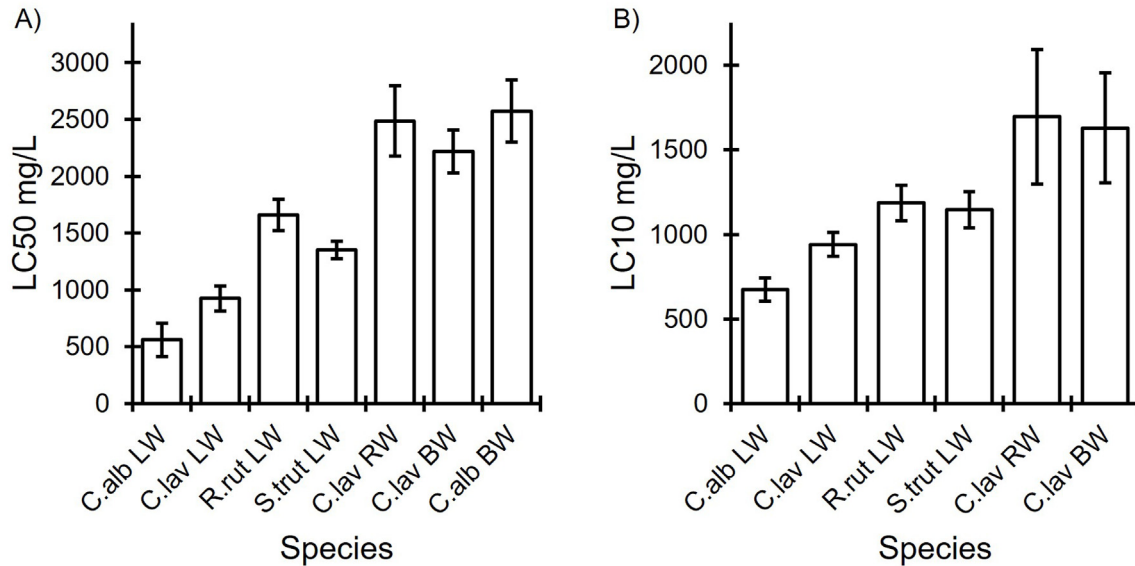 A)
LC50 mg/L
3000
2500
2000
1500
1000
500
0
C.alb LW
C.lav LW
R.rut LW
S.trut LW
C.lav RW
C.lav BW
C.alb BW
Species
B)
LC10 mg/L
2000
1500
1000
500
0
C.alb LW
C.lav LW
R.rut LW
S.trut LW
C.lav RW
C.lav BW
Species